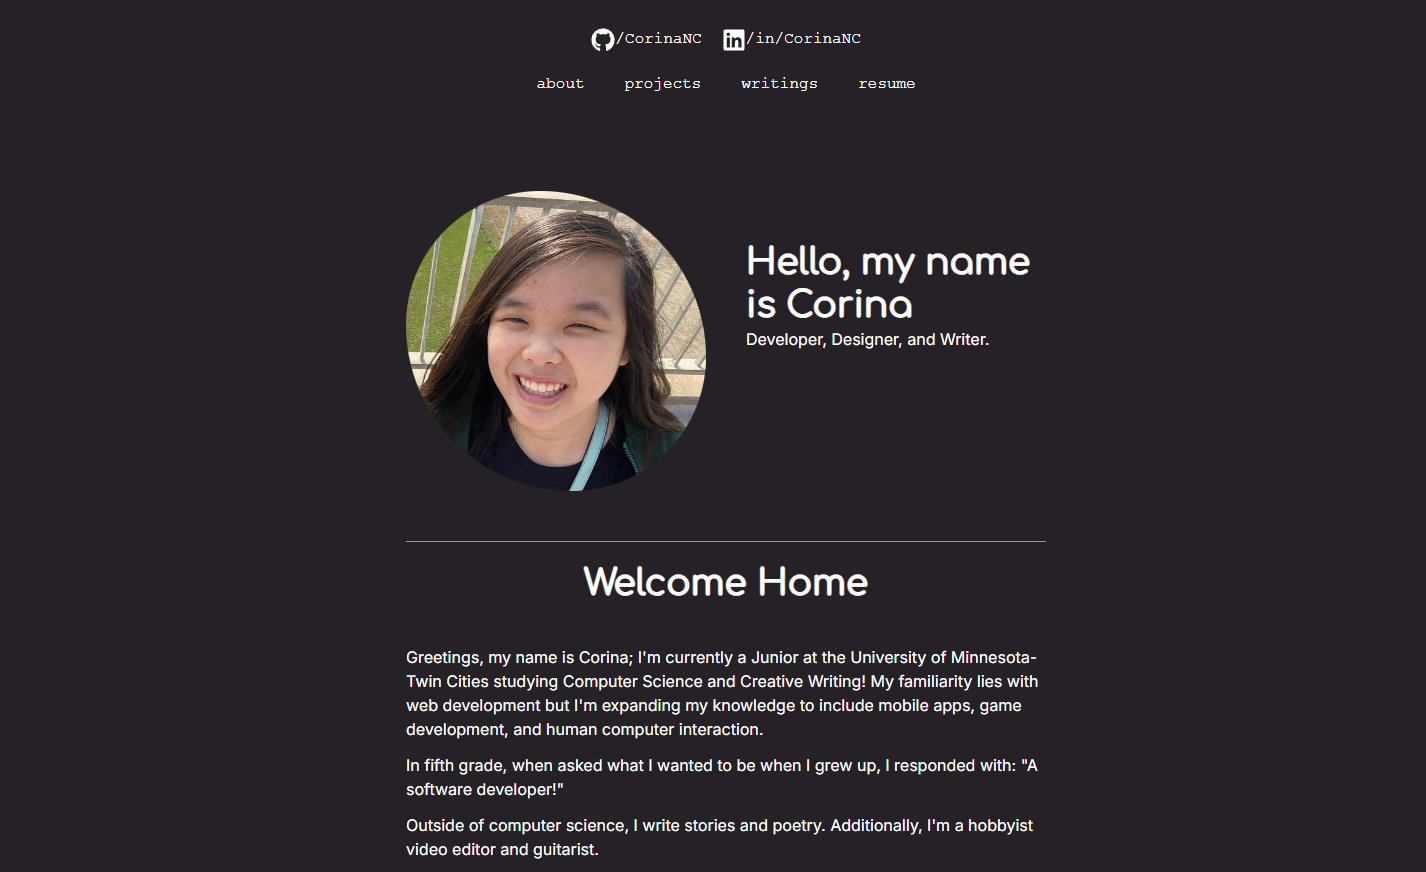 /CorinaNC /in/CorinaNC
about projects writings resume
Hello, my name
is Corina
Developer, Designer, and Writer.
Welcome Home
Greetings, my name is Corina; I'm currently a Junior at the University of Minnesota-
Twin Cities studying Computer Science and Creative Writing! My familiarity lies with
web development but I'm expanding my knowledge to include mobile apps, game
development, and human computer interaction.
In fifth grade, when asked what I wanted to be when I grew up, I responded with: "A
software developer!"
Outside of computer science, I write stories and poetry. Additionally, I'm a hobbyist
video editor and guitarist.